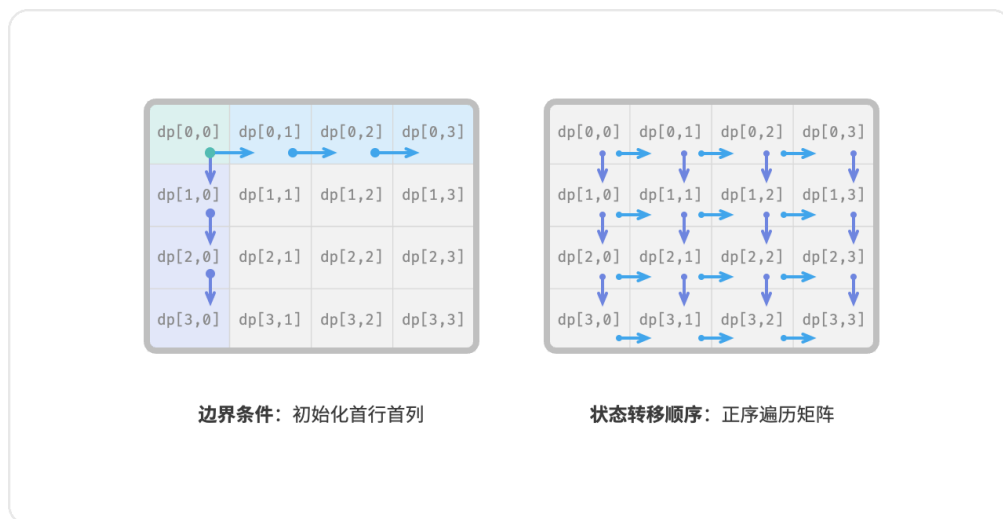 dp[0,0] dp[0,1] dp[0,2] dp[0,3]
dp[1,0] dp[1,1] dp[1,2] dp[1,3]
dp[2,0] dp[2,1] dp[2,2] dp[2,3]
dp[3,0] dp[3,1] dp[3,2] dp[3,3]
边界条件：初始化首行首列
dp[0,0] dp[0,1] dp[0,2] dp[0,3]
dp[1,0] dp[1,1] dp[1,2] dp[1,3]
dp[2,0] dp[2,1] dp[2,2] dp[2,3]
dp[3,0] dp[3,1] dp[3,2] dp[3,3]
状态转移顺序：正序遍历矩阵